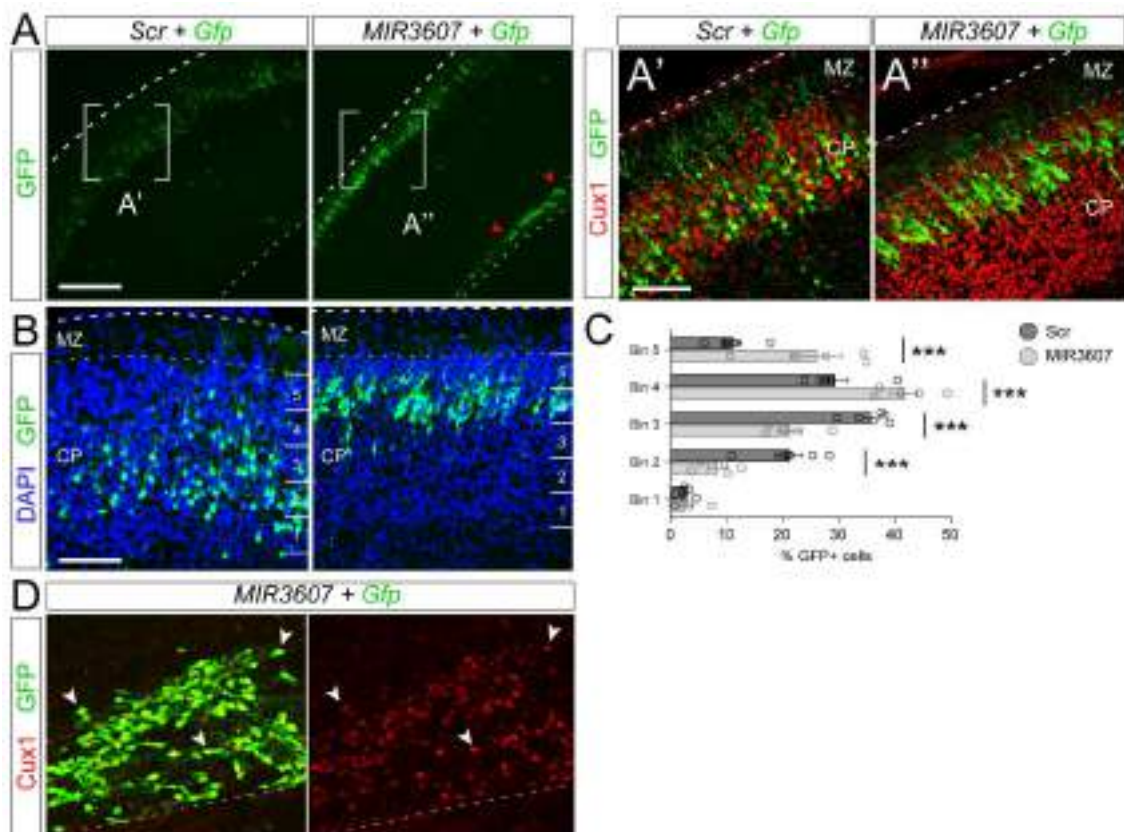 A
Scr + Gfp
MIR3607 + Gfp
GFP
A'
A''
Scr + Gfp
MIR3607 + Gfp
Cux1 GFP
A'
MZ
CP
A''
MZ
CP
B
DAPI GFP
MZ
CP
5
4
3
2
1
MZ
CP
5
4
3
2
1
C
Scr
MIR3607
Bin 5
***
Bin 4
***
Bin 3
***
Bin 2
***
Bin 1
0 10 20 30 40 50
% GFP+ cells
D
MIR3607 + Gfp
Cux1 GFP